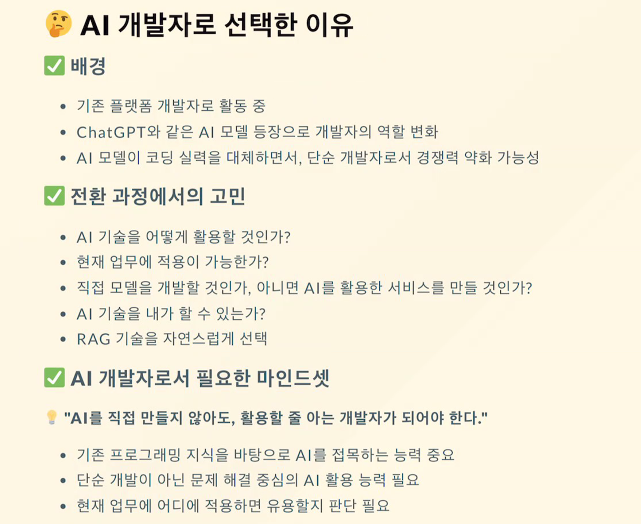 🤔 AI 개발자로 선택한 이유
✅ 배경
• 기존 플랫폼 개발자로 활동 중
• ChatGPT와 같은 AI 모델 등장으로 개발자의 역할 변화
• AI 모델이 코딩 실력을 대체하면서, 단순 개발자로서 경쟁력 약화 가능성
✅ 전환 과정에서의 고민
• AI 기술을 어떻게 활용할 것인가?
• 현재 업무에 적용이 가능한가?
• 직접 모델을 개발할 것인가, 아니면 AI를 활용한 서비스를 만들 것인가?
• AI 기술을 내가 할 수 있는가?
• RAG 기술을 자연스럽게 선택
✅ AI 개발자로서 필요한 마인드셋
💡 "AI를 직접 만들지 않아도, 활용할 줄 아는 개발자가 되어야 한다."
• 기존 프로그래밍 지식을 바탕으로 AI를 접목하는 능력 중요
• 단순 개발이 아닌 문제 해결 중심의 AI 활용 능력 필요
• 현재 업무에 어디에 적용하면 유용할지 판단 필요